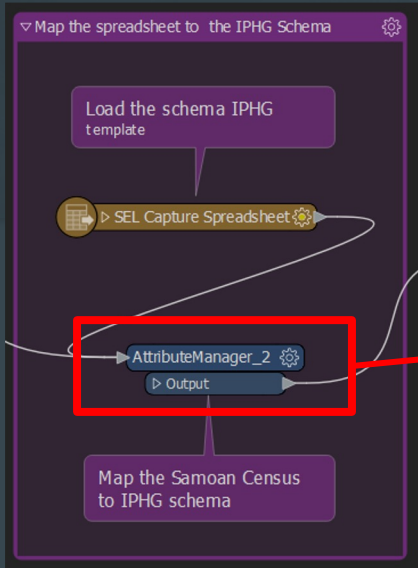 Map the spreadsheet to the IPHG Schema
Load the schema IPHG
template
SEL Capture Spreadsheet
AttributeManager_2
Output
Map the Samoan Census
to IPHG schema